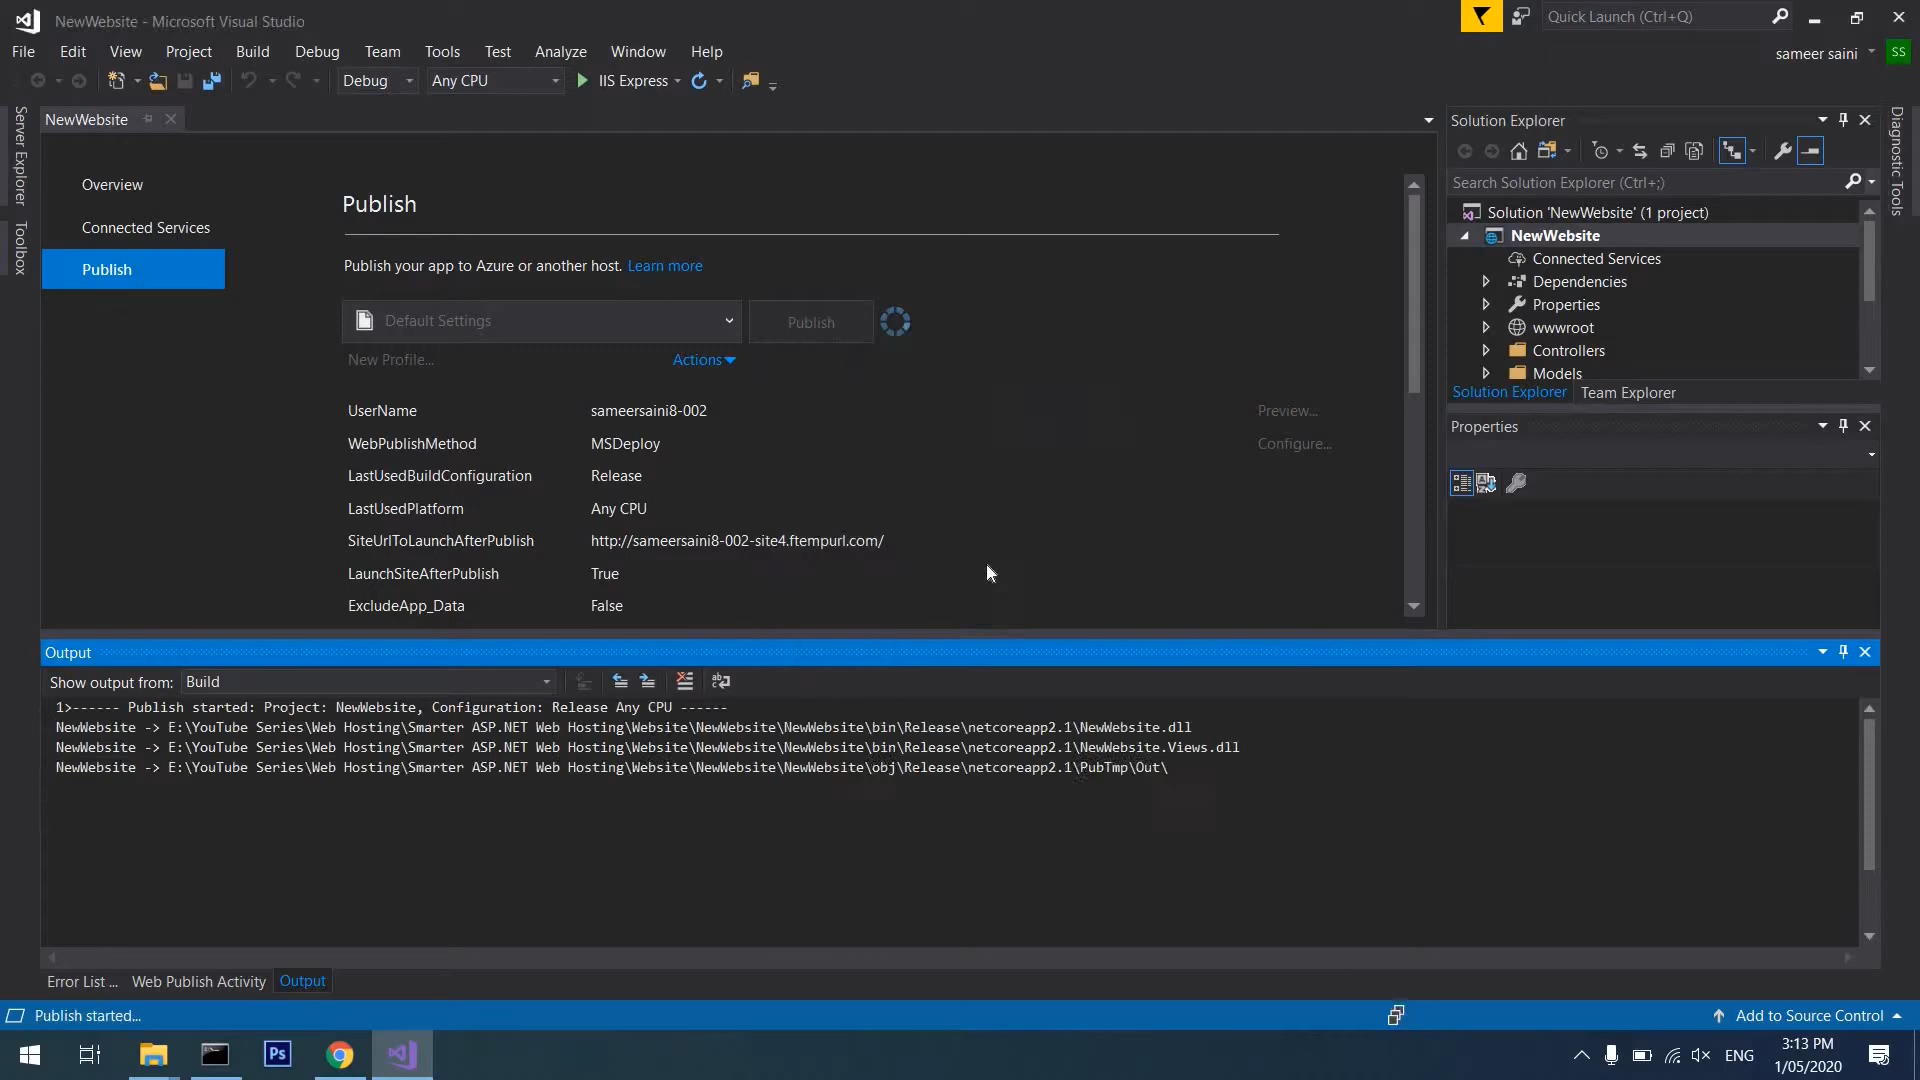 NewWebsite - Microsoft Visual Studio
Quick Launch (Ctrl+Q)
File Edit View Project Build Debug Team Tools Test Analyze Window Help
sameer saini SS
Debug Any CPU IIS Express
Server Explorer
Toolbox
NewWebsite
Overview
Connected Services
Publish
Publish
Publish your app to Azure or another host. Learn more
Default Settings
Publish
New Profile...
Actions
UserName sameersaini8-002
Preview...
WebPublishMethod MSDeploy
Configure...
LastUsedBuildConfiguration Release
LastUsedPlatform Any CPU
SiteUrlToLaunchAfterPublish http://sameersaini8-002-site4.ftempurl.com/
LaunchSiteAfterPublish True
ExcludeApp_Data False
Solution Explorer
Search Solution Explorer (Ctrl+;)
Solution 'NewWebsite' (1 project)
NewWebsite
Connected Services
Dependencies
Properties
wwwroot
Controllers
Models
Solution Explorer Team Explorer
Properties
Diagnostic Tools
Output
Show output from: Build
1>------ Publish started: Project: NewWebsite, Configuration: Release Any CPU ------
NewWebsite -> E:\YouTube Series\Web Hosting\Smarter ASP.NET Web Hosting\Website\NewWebsite\NewWebsite\bin\Release\netcoreapp2.1\NewWebsite.dll
NewWebsite -> E:\YouTube Series\Web Hosting\Smarter ASP.NET Web Hosting\Website\NewWebsite\NewWebsite\bin\Release\netcoreapp2.1\NewWebsite.Views.dll
NewWebsite -> E:\YouTube Series\Web Hosting\Smarter ASP.NET Web Hosting\Website\NewWebsite\NewWebsite\obj\Release\netcoreapp2.1\PubTmp\Out\
Error List ... Web Publish Activity Output
Publish started...
Add to Source Control
Ps
ENG
3:13 PM
1/05/2020